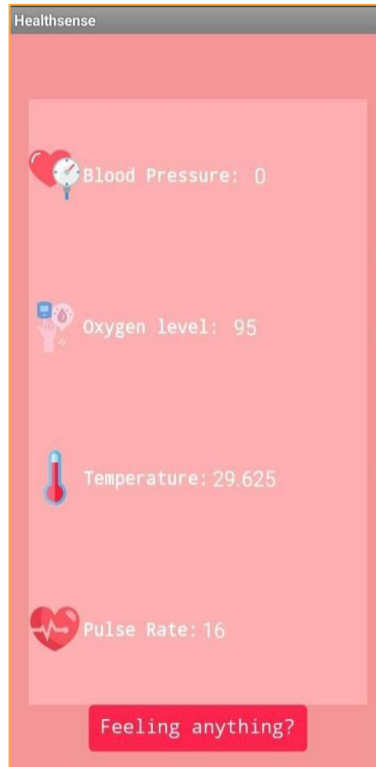 Healthsense
Blood Pressure: 0
Oxygen level: 95
Temperature: 29.625
Pulse Rate: 16
Feeling anything?